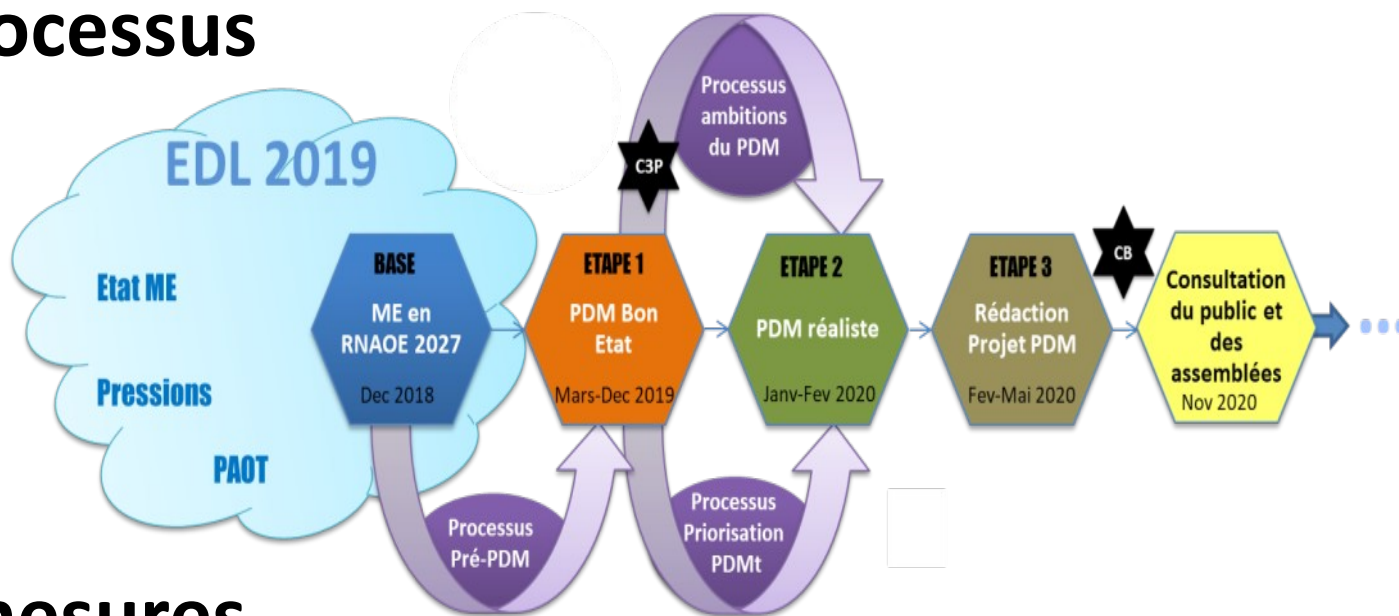 ocessus
EDL 2019
Etat ME
Pressions
PAOT
BASE
ME en
RNAOE 2027
Dec 2018
Processus
Pré-PDM
ETAPE 1
PDM Bon
Etat
Mars-Dec 2019
C3P
Processus
ambitions
du PDM
Processus
Priorisation
PDMt
ETAPE 2
PDM réaliste
Janv-Fev 2020
ETAPE 3
Rédaction
Projet PDM
Fev-Mai 2020
CB
Consultation
du public et
des
assemblées
Nov 2020